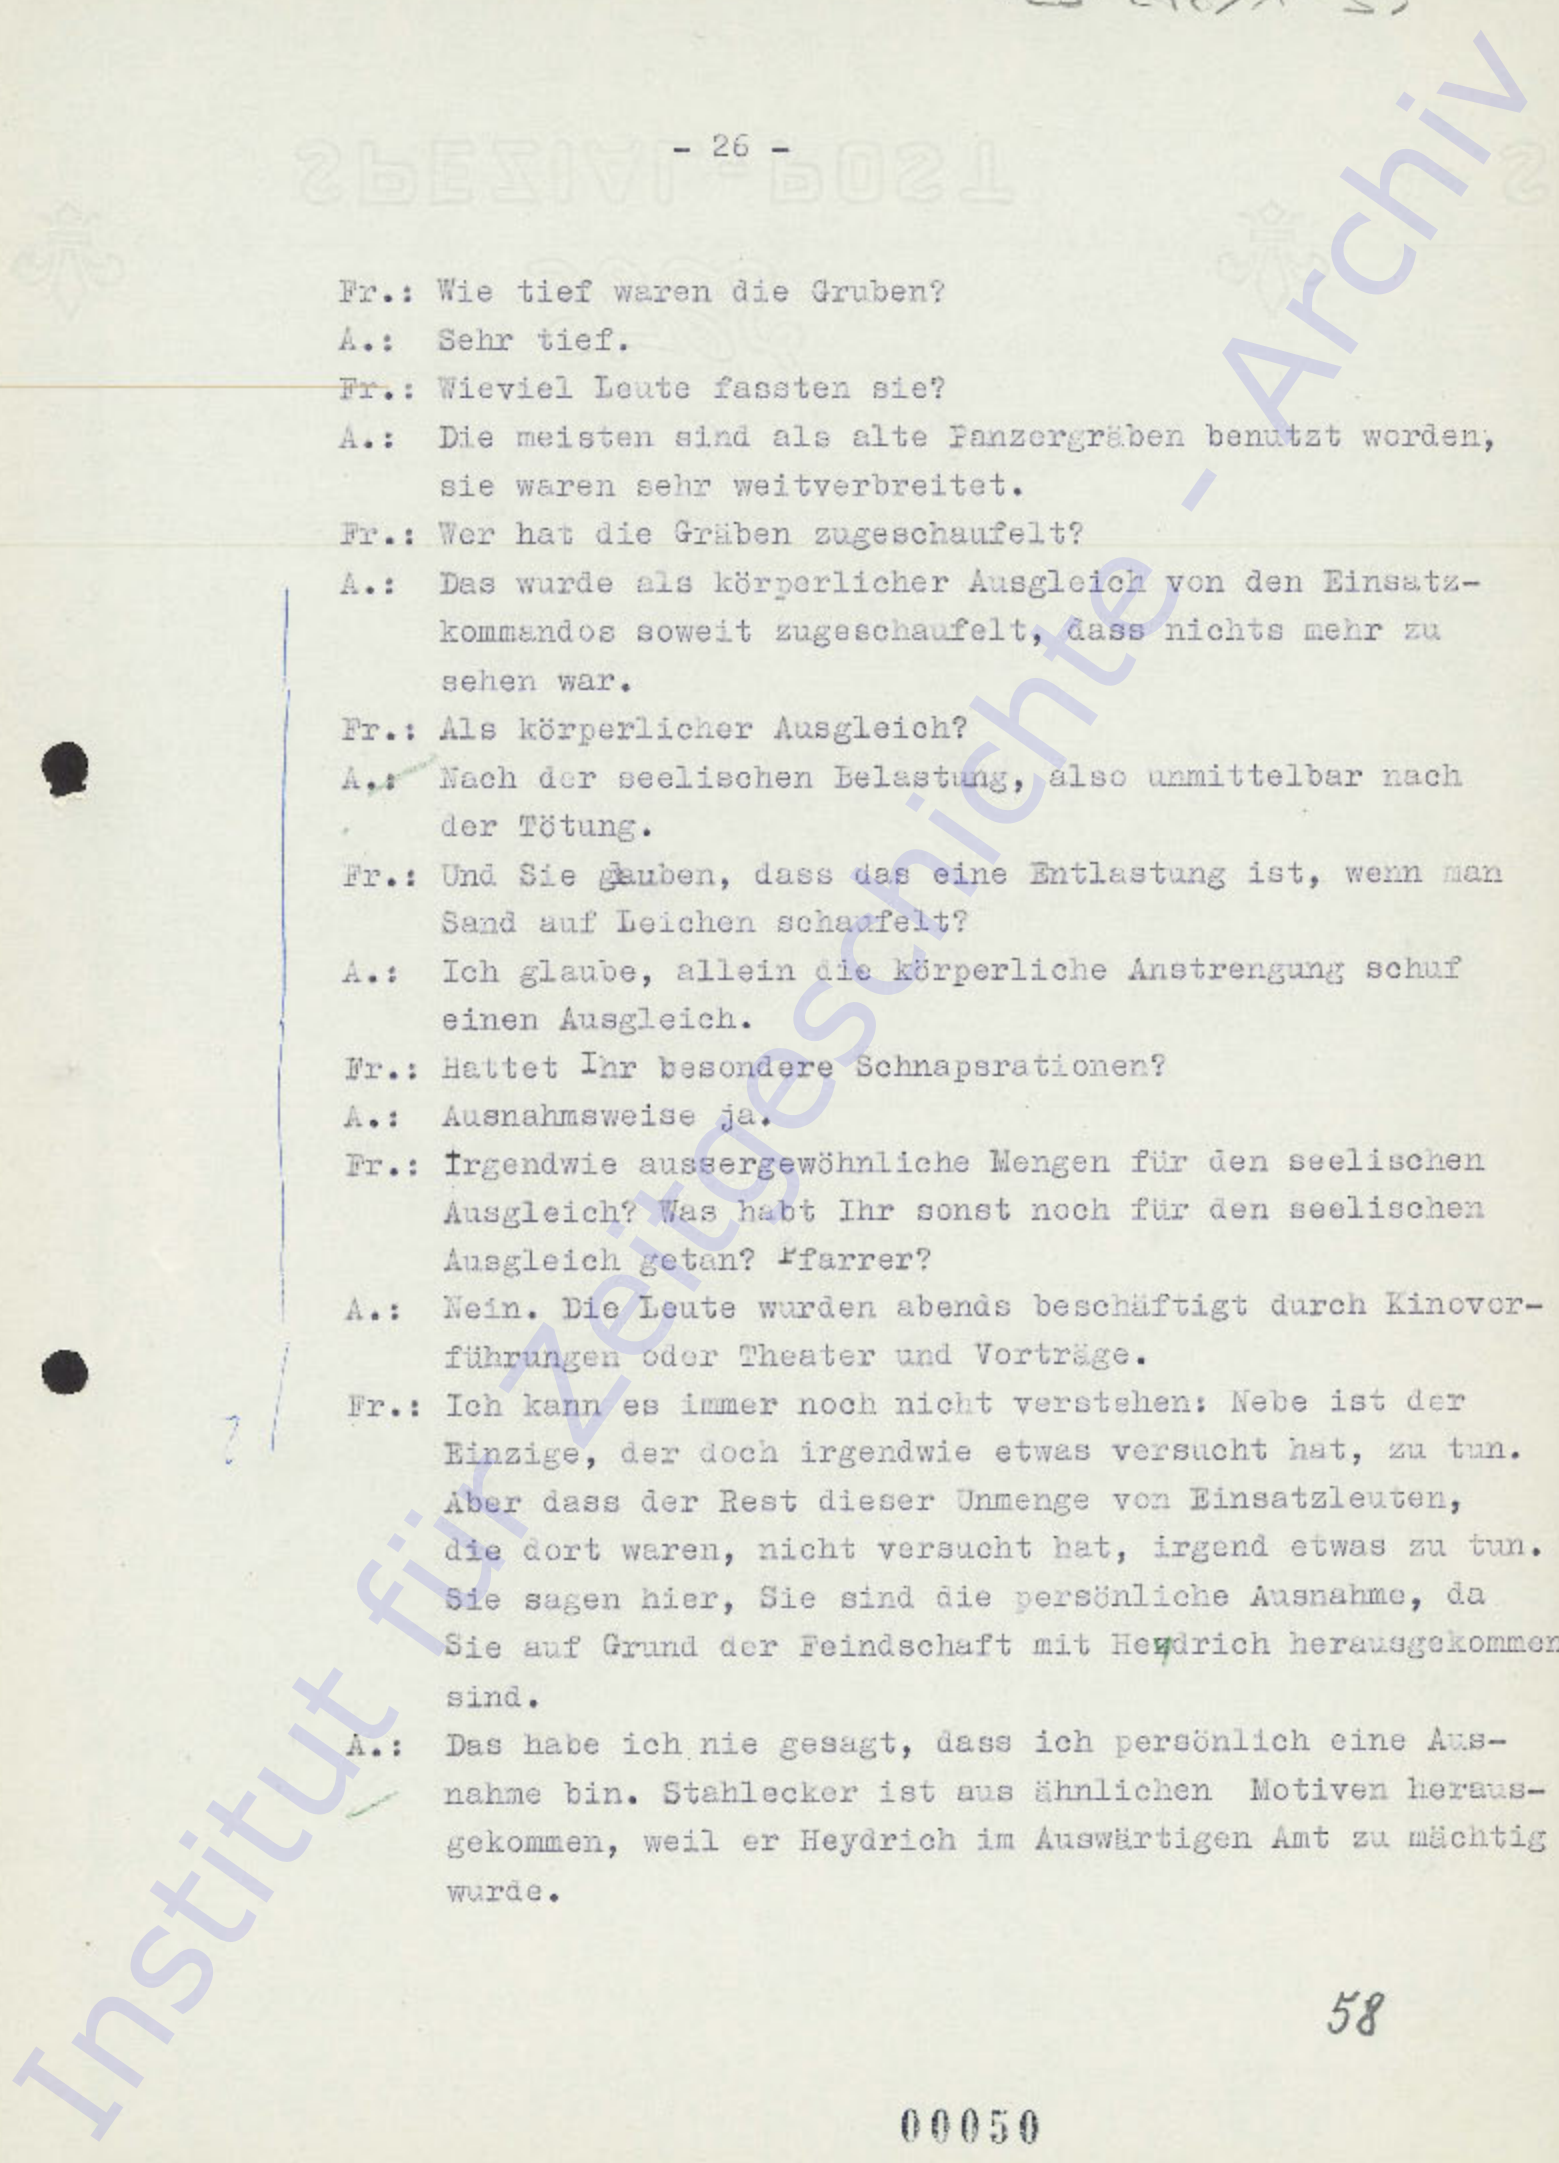 - 26 -
SPEZIAL-POST
Fr.: Wie tief waren die Gruben?
A.: Sehr tief.
Fr.: Wieviel Leute fassten sie?
A.: Die meisten sind als alte Panzergräben benutzt worden,
sie waren sehr weitverbreitet.
Fr.: Wer hat die Gräben zugeschaufelt?
A.: Das wurde als körperlicher Ausgleich von den Einsatz-
kommandos soweit zugeschaufelt, dass nichts mehr zu
sehen war.
Fr.: Als körperlicher Ausgleich?
A.: Nach der seelischen Belastung, also unmittelbar nach
der Tötung.
Fr.: Und Sie glauben, dass das eine Entlastung ist, wenn man
Sand auf Leichen schaufelt?
A.: Ich glaube, allein die körperliche Anstrengung schuf
einen Ausgleich.
Fr.: Hattet Ihr besondere Schnapsrationen?
A.: Ausnahmsweise ja.
Fr.: Irgendwie aussergewöhnliche Mengen für den seelischen
Ausgleich? Was habt Ihr sonst noch für den seelischen
Ausgleich getan? Pfarrer?
A.: Nein. Die Leute wurden abends beschäftigt durch Kinovor-
führungen oder Theater und Vorträge.
Fr.: Ich kann es immer noch nicht verstehen: Nebe ist der
Einzige, der doch irgendwie etwas versucht hat, zu tun.
Aber dass der Rest dieser Unmenge von Einsatzleuten,
die dort waren, nicht versucht hat, irgend etwas zu tun.
Sie sagen hier, Sie sind die persönliche Ausnahme, da
Sie auf Grund der Feindschaft mit Heydrich herausgekommen
sind.
A.: Das habe ich nie gesagt, dass ich persönlich eine Aus-
nahme bin. Stahlecker ist aus ähnlichen Motiven heraus-
gekommen, weil er Heydrich im Auswärtigen Amt zu mächtig
wurde.
58
00050
Institut für Zeitgeschichte - Archiv